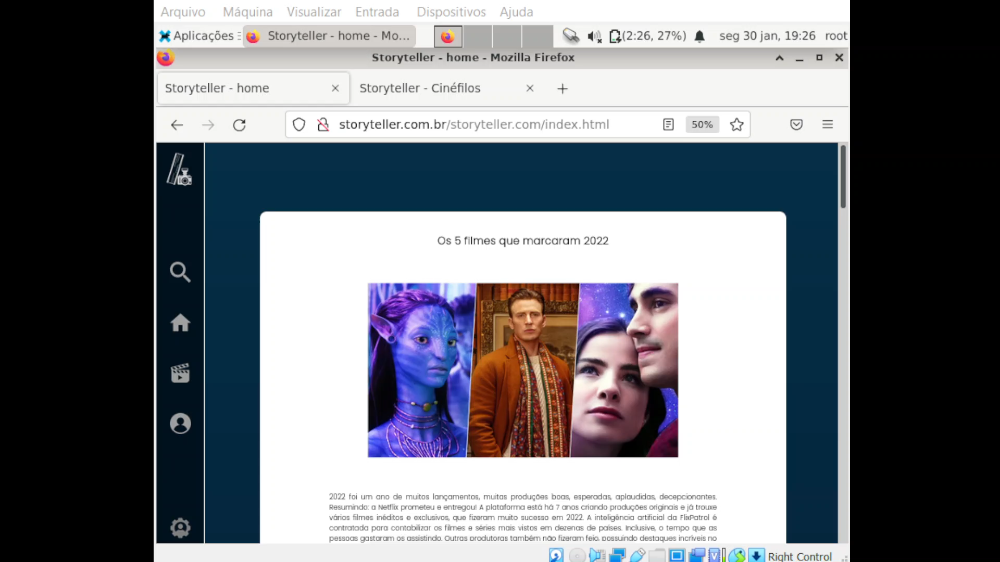 Arquivo Máquina Visualizar Entrada Dispositivos Ajuda
Aplicações Storyteller - home - Mo... (2:26, 27%) seg 30 jan, 19:26 root
Storyteller - home - Mozilla Firefox
Storyteller - home Storyteller - Cinéfilos
storyteller.com.br/storyteller.com/index.html 50%
Os 5 filmes que marcaram 2022
2022 foi um ano de muitos lançamentos, muitas produções boas, esperadas, aplaudidas, decepcionantes.
Resumindo: a Netflix prometeu e entregou! A plataforma está há 7 anos criando produções originais e já trouxe
vários filmes inéditos e exclusivos, que fizeram muito sucesso em 2022. A inteligência artificial da FlixPatrol é
contratada para contabilizar os filmes e séries mais vistos em dezenas de países. Inclusive, o tempo que as
pessoas gastaram os assistindo. Outras produtoras também não fizeram feio, possuindo destaques incríveis no
Right Control